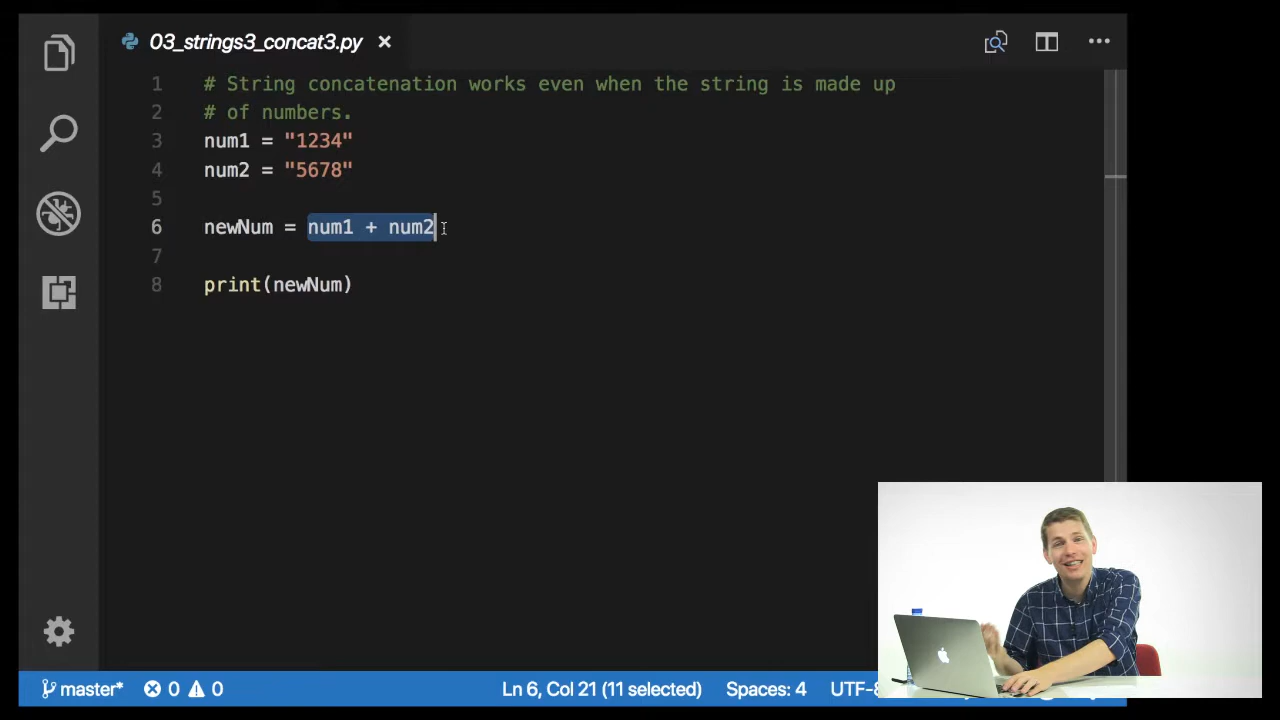 03_strings3_concat3.py
1 # String concatenation works even when the string is made up
2 # of numbers.
3 num1 = "1234"
4 num2 = "5678"
5
6 newNum = num1 + num2
7
8 print(newNum)
master* 0 0 Ln 6, Col 21 (11 selected) Spaces: 4